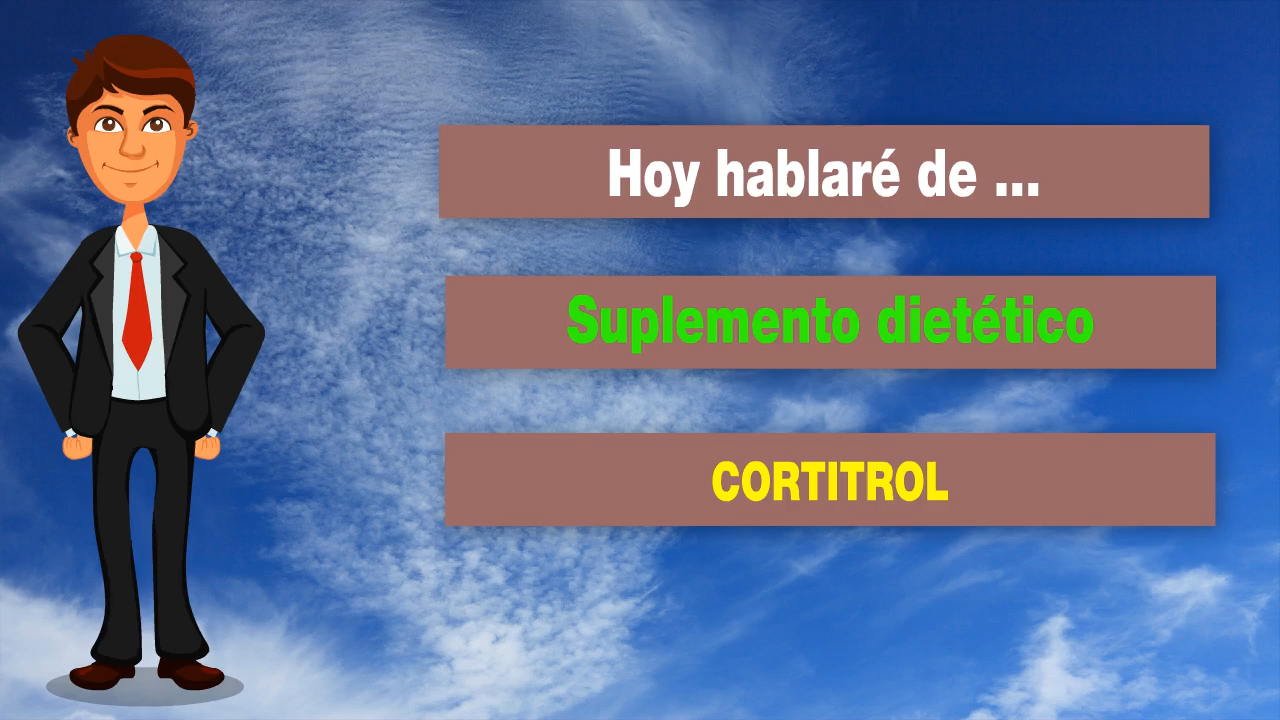 Hoy hablaré de ...
Suplemento dietético
CORTITROL